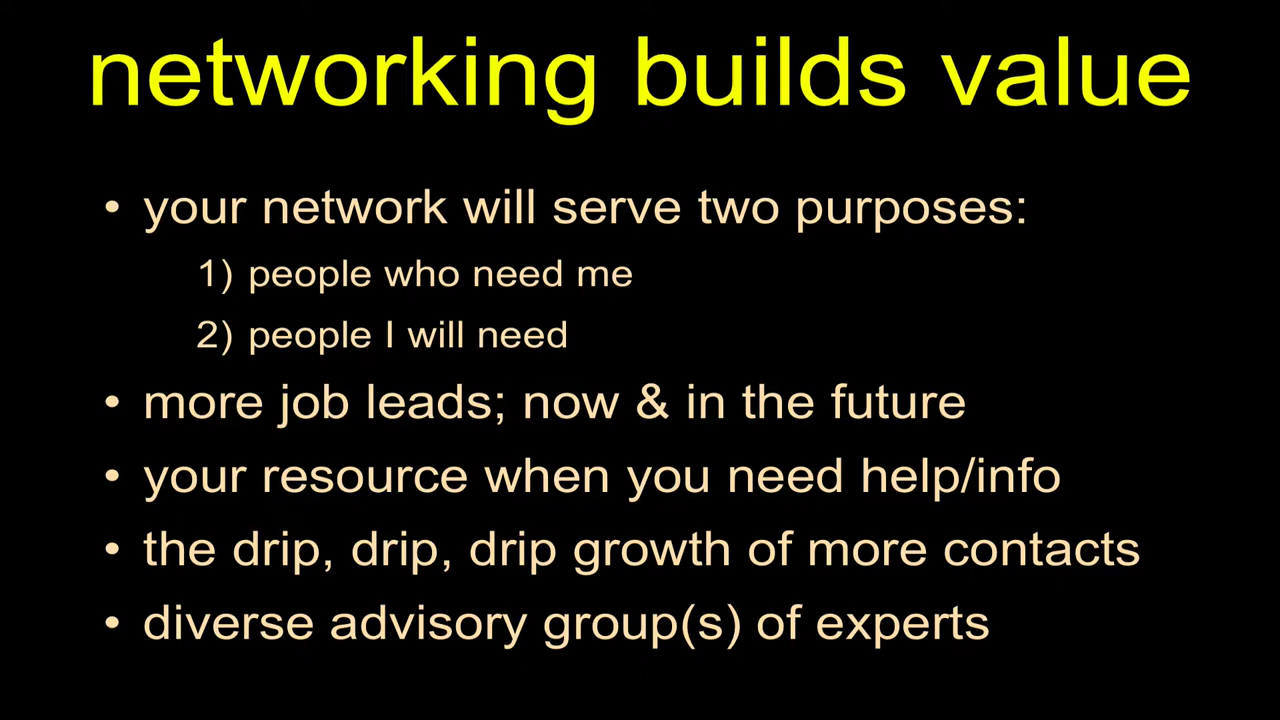 networking builds value
• your network will serve two purposes:
1) people who need me
2) people I will need
• more job leads; now & in the future
• your resource when you need help/info
• the drip, drip, drip growth of more contacts
• diverse advisory group(s) of experts